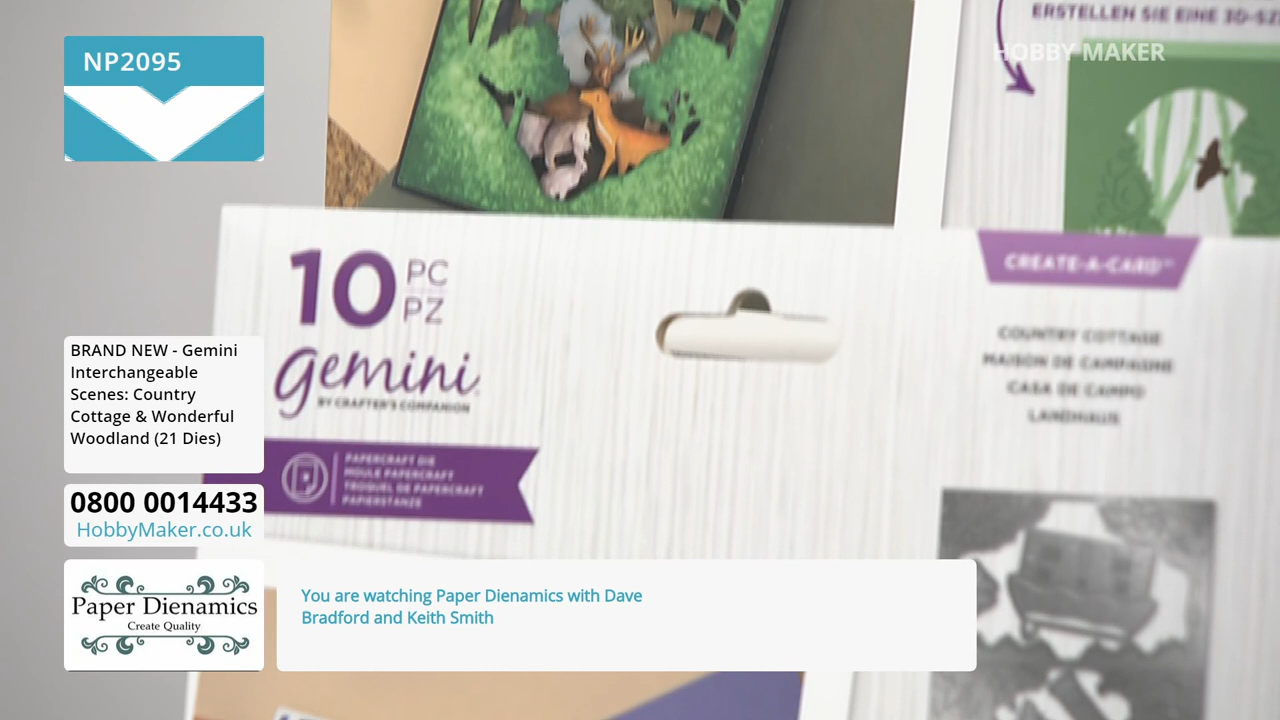 NP2095
HOBBY MAKER
ERSTELLEN SIE EINE 3D-SZ
10 PC
PZ
gemini
BY CRAFTER'S COMPANION
CREATE-A-CARD™
COUNTRY COTTAGE
MAISON DE CAMPAGNE
CASA DE CAMPO
LANDHAUS
PAPERCRAFT DIE
MOULE PAPERCRAFT
TROQUEL DE PAPERCRAFT
PAPIERSTANZE
BRAND NEW - Gemini
Interchangeable
Scenes: Country
Cottage & Wonderful
Woodland (21 Dies)
0800 0014433
HobbyMaker.co.uk
Paper Dienamics
Create Quality
You are watching Paper Dienamics with Dave
Bradford and Keith Smith